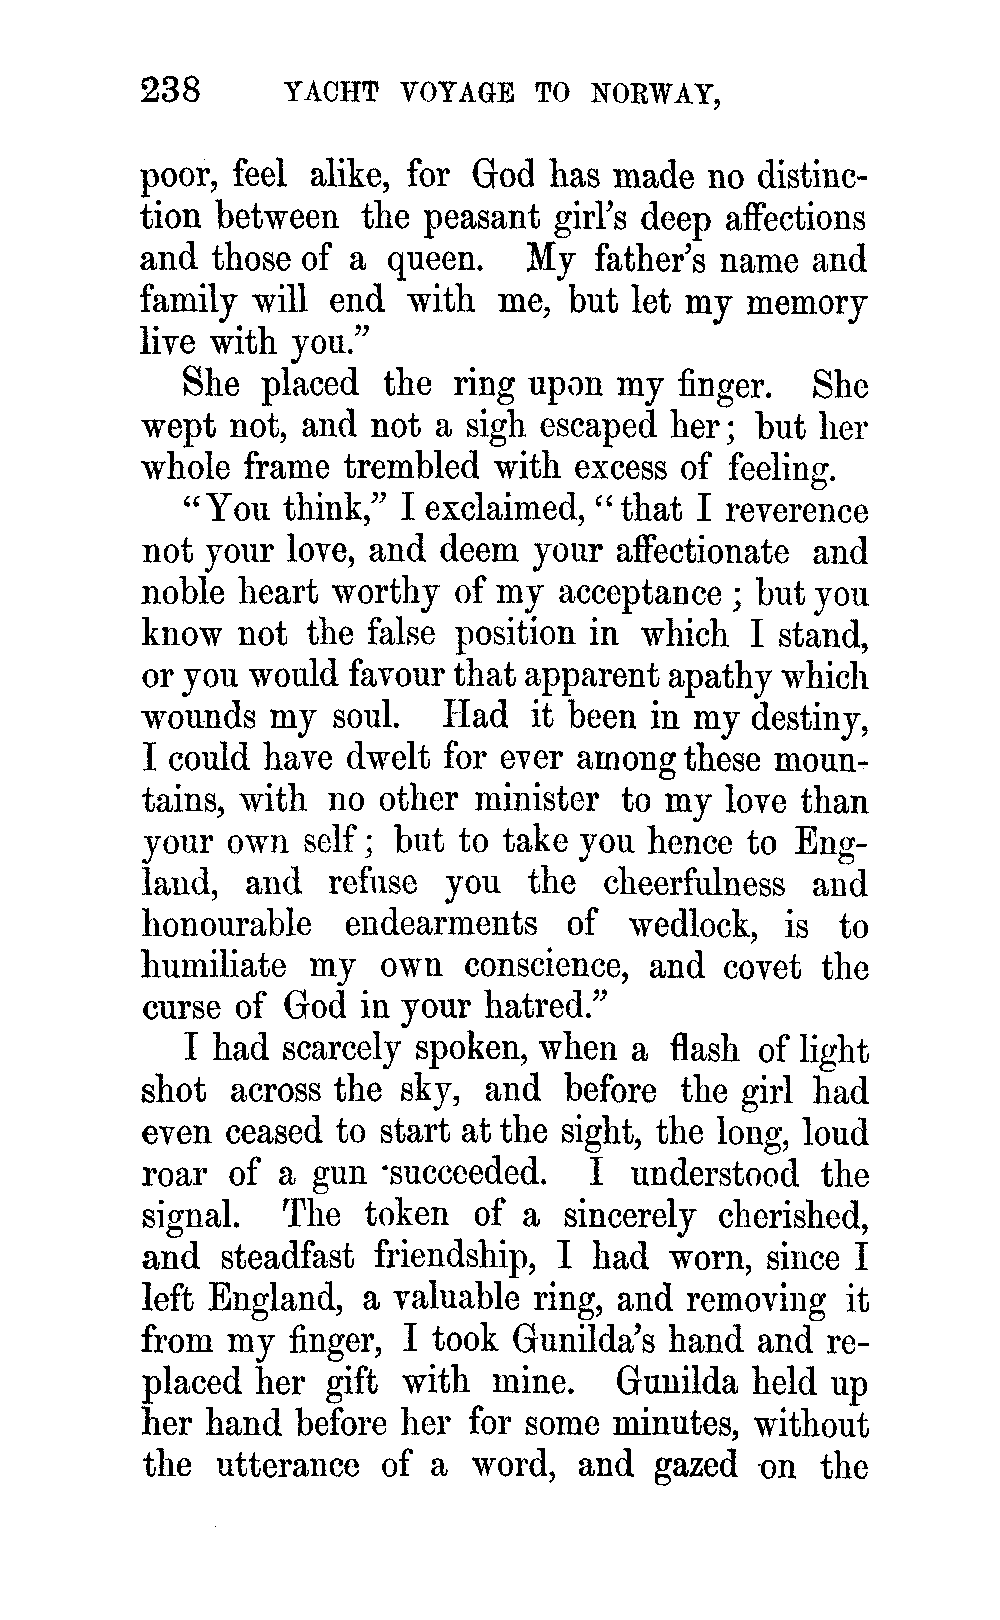 238 YACHT VOYAGE TO NORWAY,
poor, feel alike, for God has made no distinc-
tion between the peasant girl's deep affections
and those of a queen. My father's name and
family will end with me, but let my memory
live with you."
She placed the ring upon my finger. She
wept not, and not a sigh escaped her; but her
whole frame trembled with excess of feeling.
"You think," I exclaimed, "that I reverence
not your love, and deem your affectionate and
noble heart worthy of my acceptance; but you
know not the false position in which I stand,
or you would favour that apparent apathy which
wounds my soul. Had it been in my destiny,
I could have dwelt for ever among these moun-
tains, with no other minister to my love than
your own self; but to take you hence to Eng-
land, and refuse you the cheerfulness and
honourable endearments of wedlock, is to
humiliate my own conscience, and covet the
curse of God in your hatred."
I had scarcely spoken, when a flash of light
shot across the sky, and before the girl had
even ceased to start at the sight, the long, loud
roar of a gun succeeded. I understood the
signal. The token of a sincerely cherished,
and steadfast friendship, I had worn, since I
left England, a valuable ring, and removing it
from my finger, I took Gunilda's hand and re-
placed her gift with mine. Gunilda held up
her hand before her for some minutes, without
the utterance of a word, and gazed on the